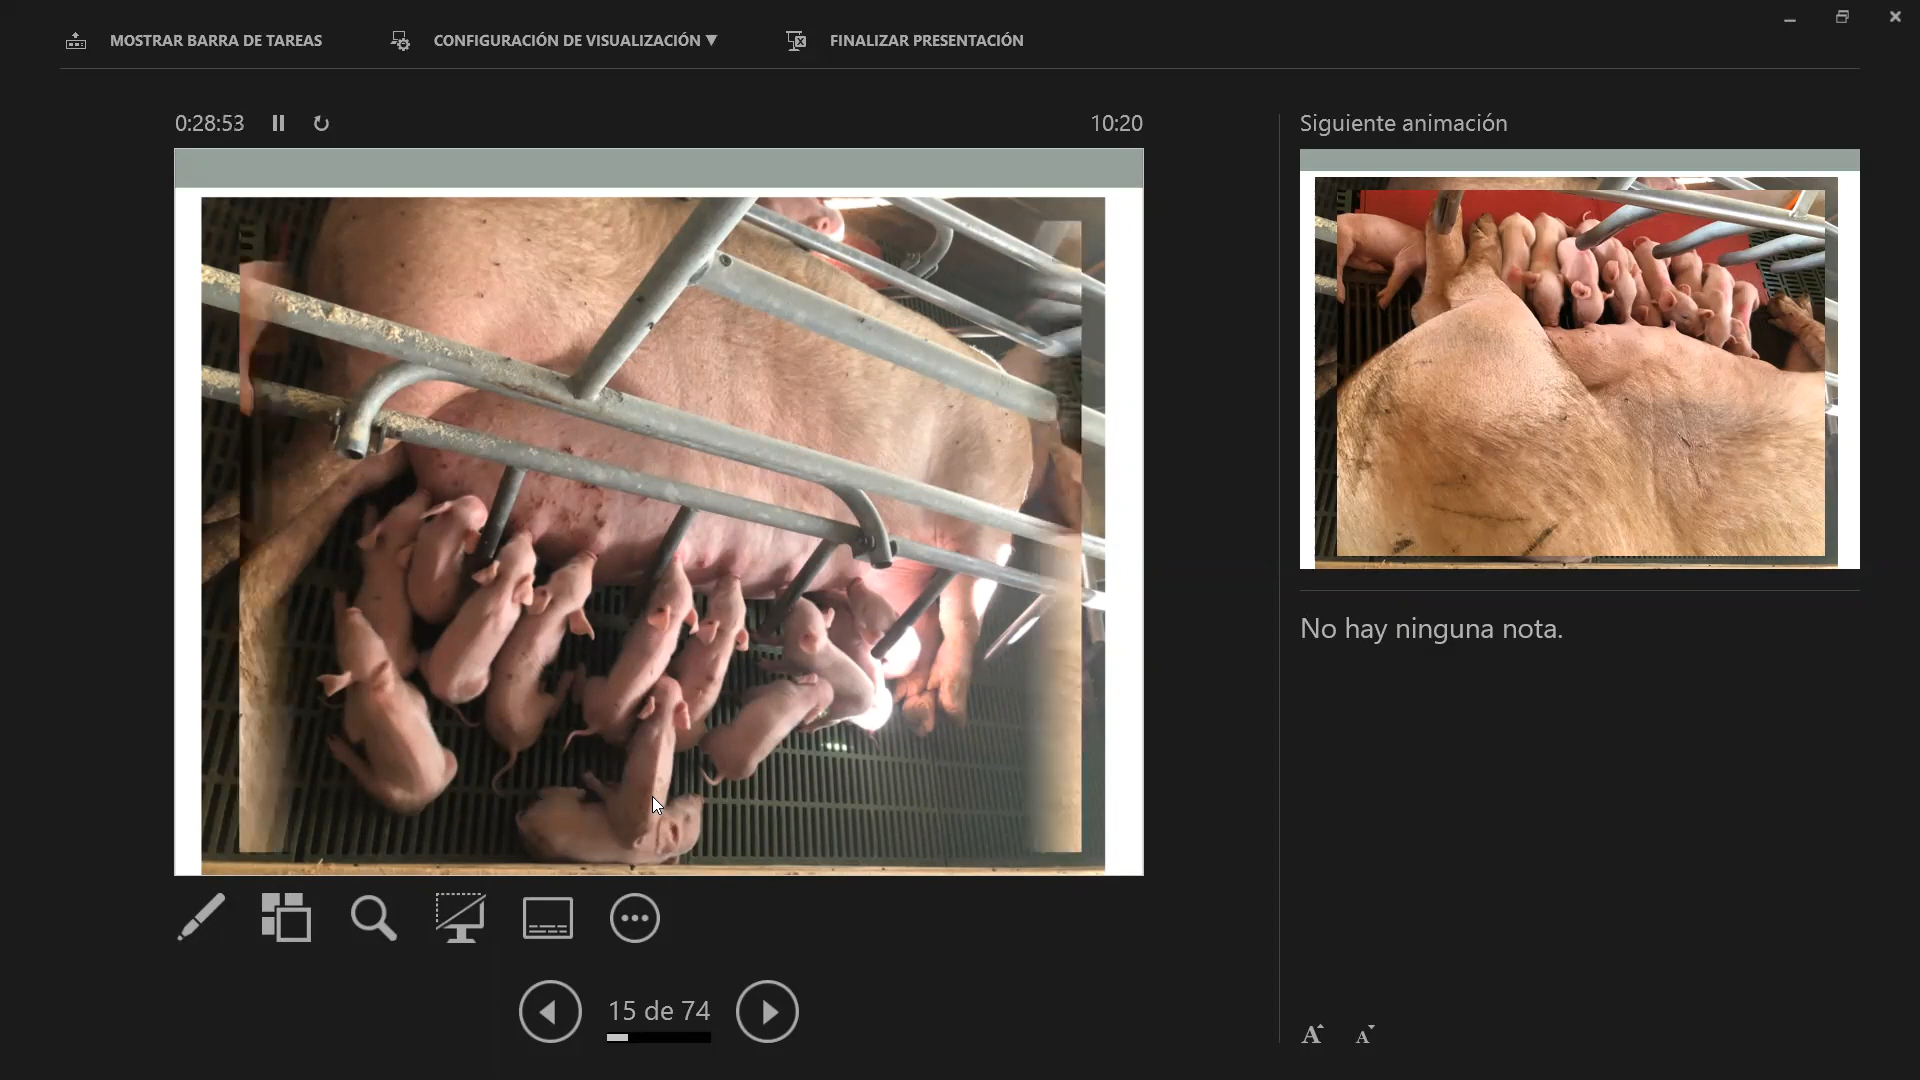 MOSTRAR BARRA DE TAREAS
CONFIGURACIÓN DE VISUALIZACIÓN ▼
FINALIZAR PRESENTACIÓN
0:28:53
10:20
Siguiente animación
No hay ninguna nota.
15 de 74
A A